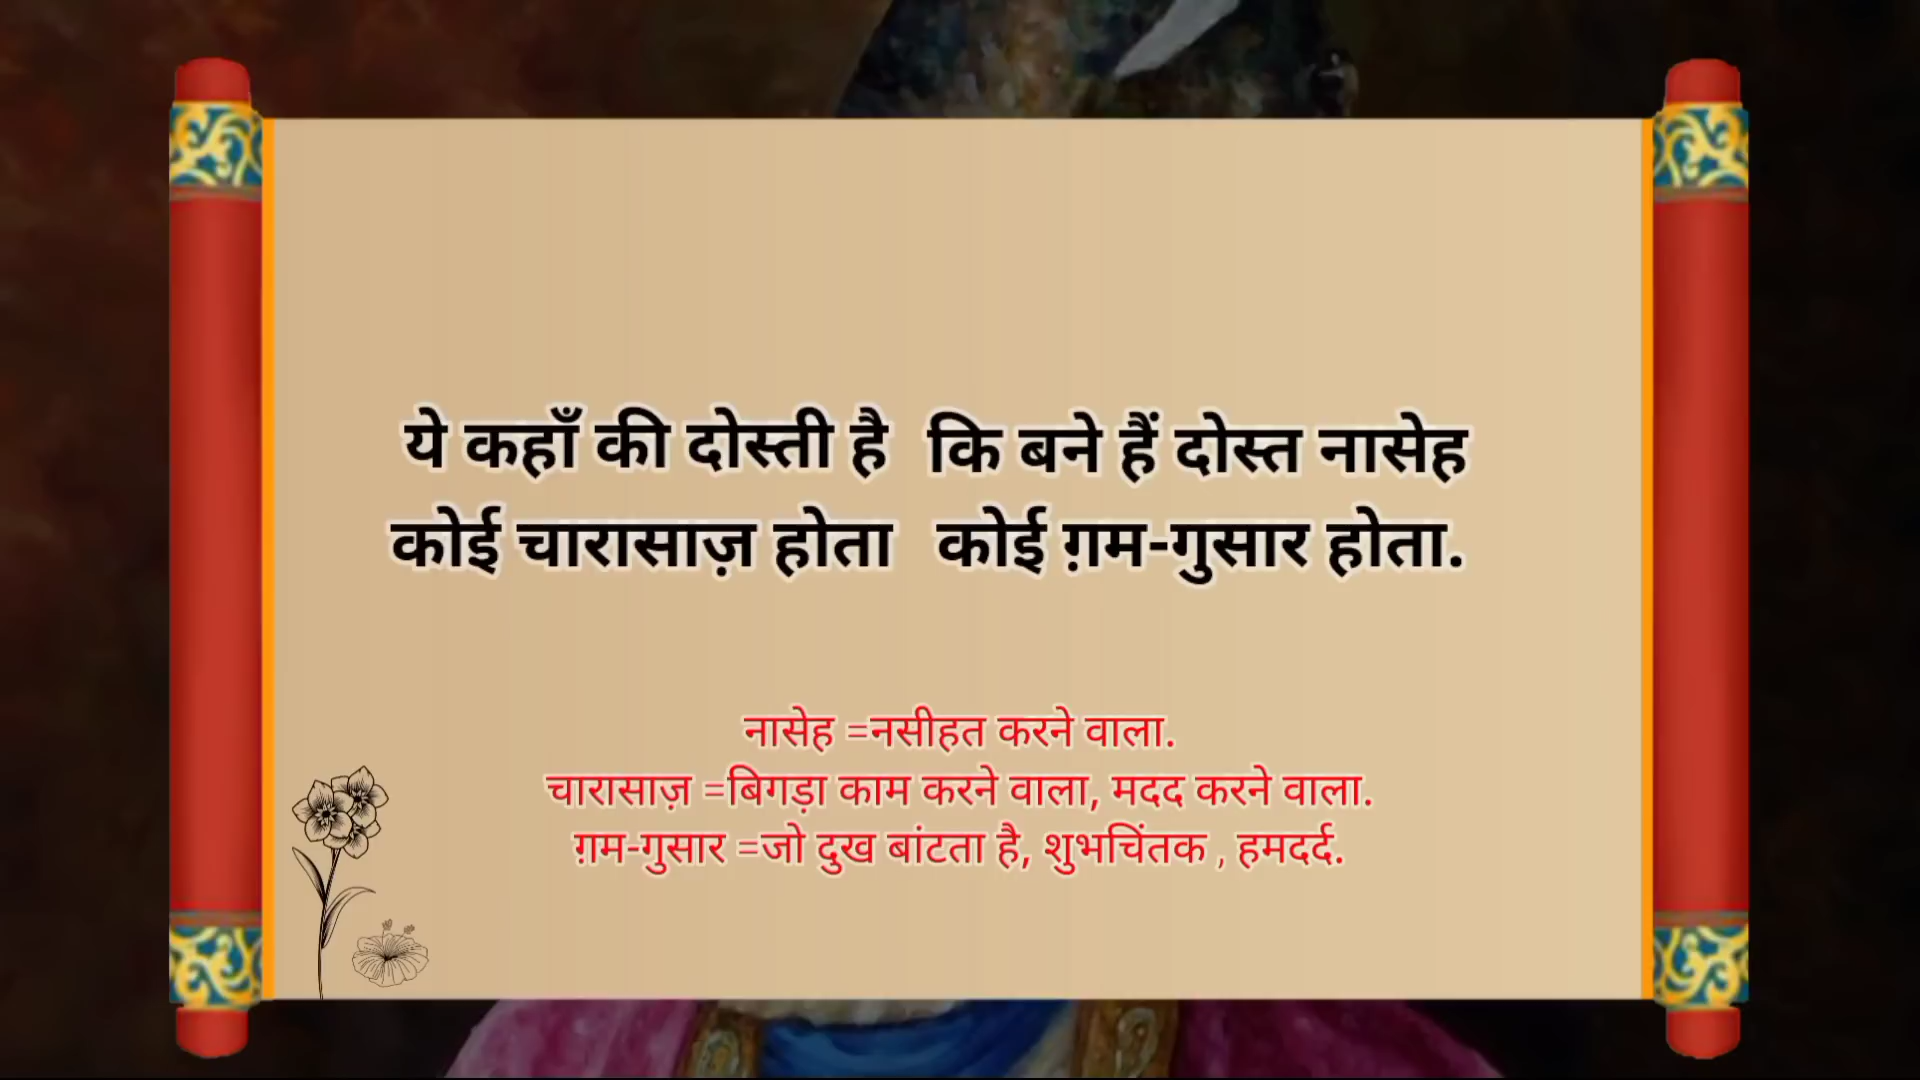 ये कहाँ की दोस्ती है कि बने हैं दोस्त नासेह
कोई चारासाज़ होता कोई ग़म-गुसार होता.
नासेह =नसीहत करने वाला.
चारासाज़ =बिगड़ा काम करने वाला, मदद करने वाला.
ग़म-गुसार =जो दुख बांटता है, शुभचिंतक , हमदर्द.